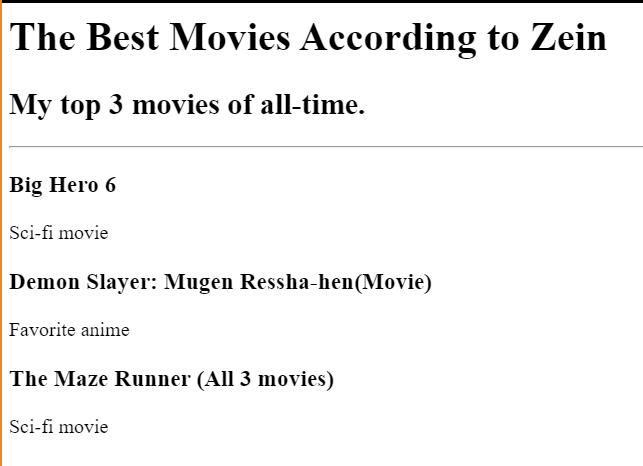 The Best Movies According to Zein
My top 3 movies of all-time.
Big Hero 6
Sci-fi movie
Demon Slayer: Mugen Ressha-hen(Movie)
Favorite anime
The Maze Runner (All 3 movies)
Sci-fi movie